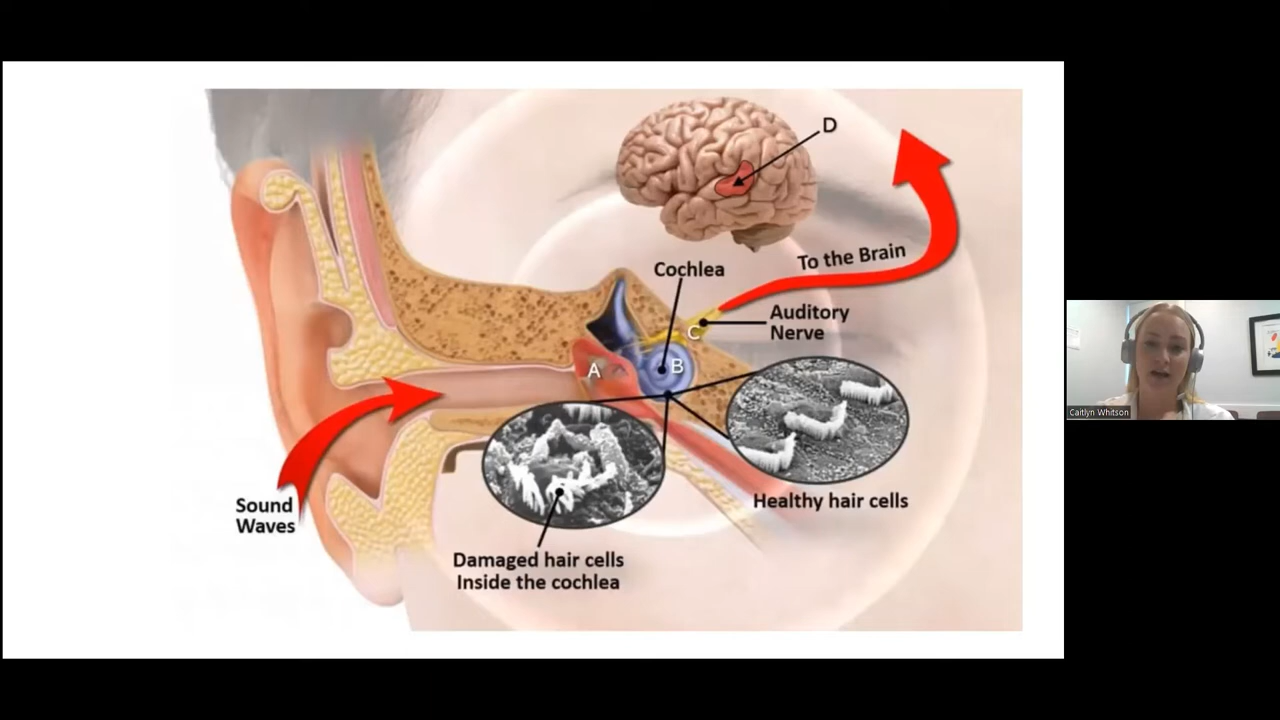 D
Cochlea
To the Brain
Auditory
Nerve
C
A
B
Sound
Waves
Healthy hair cells
Damaged hair cells
Inside the cochlea
Caitlyn Whitson